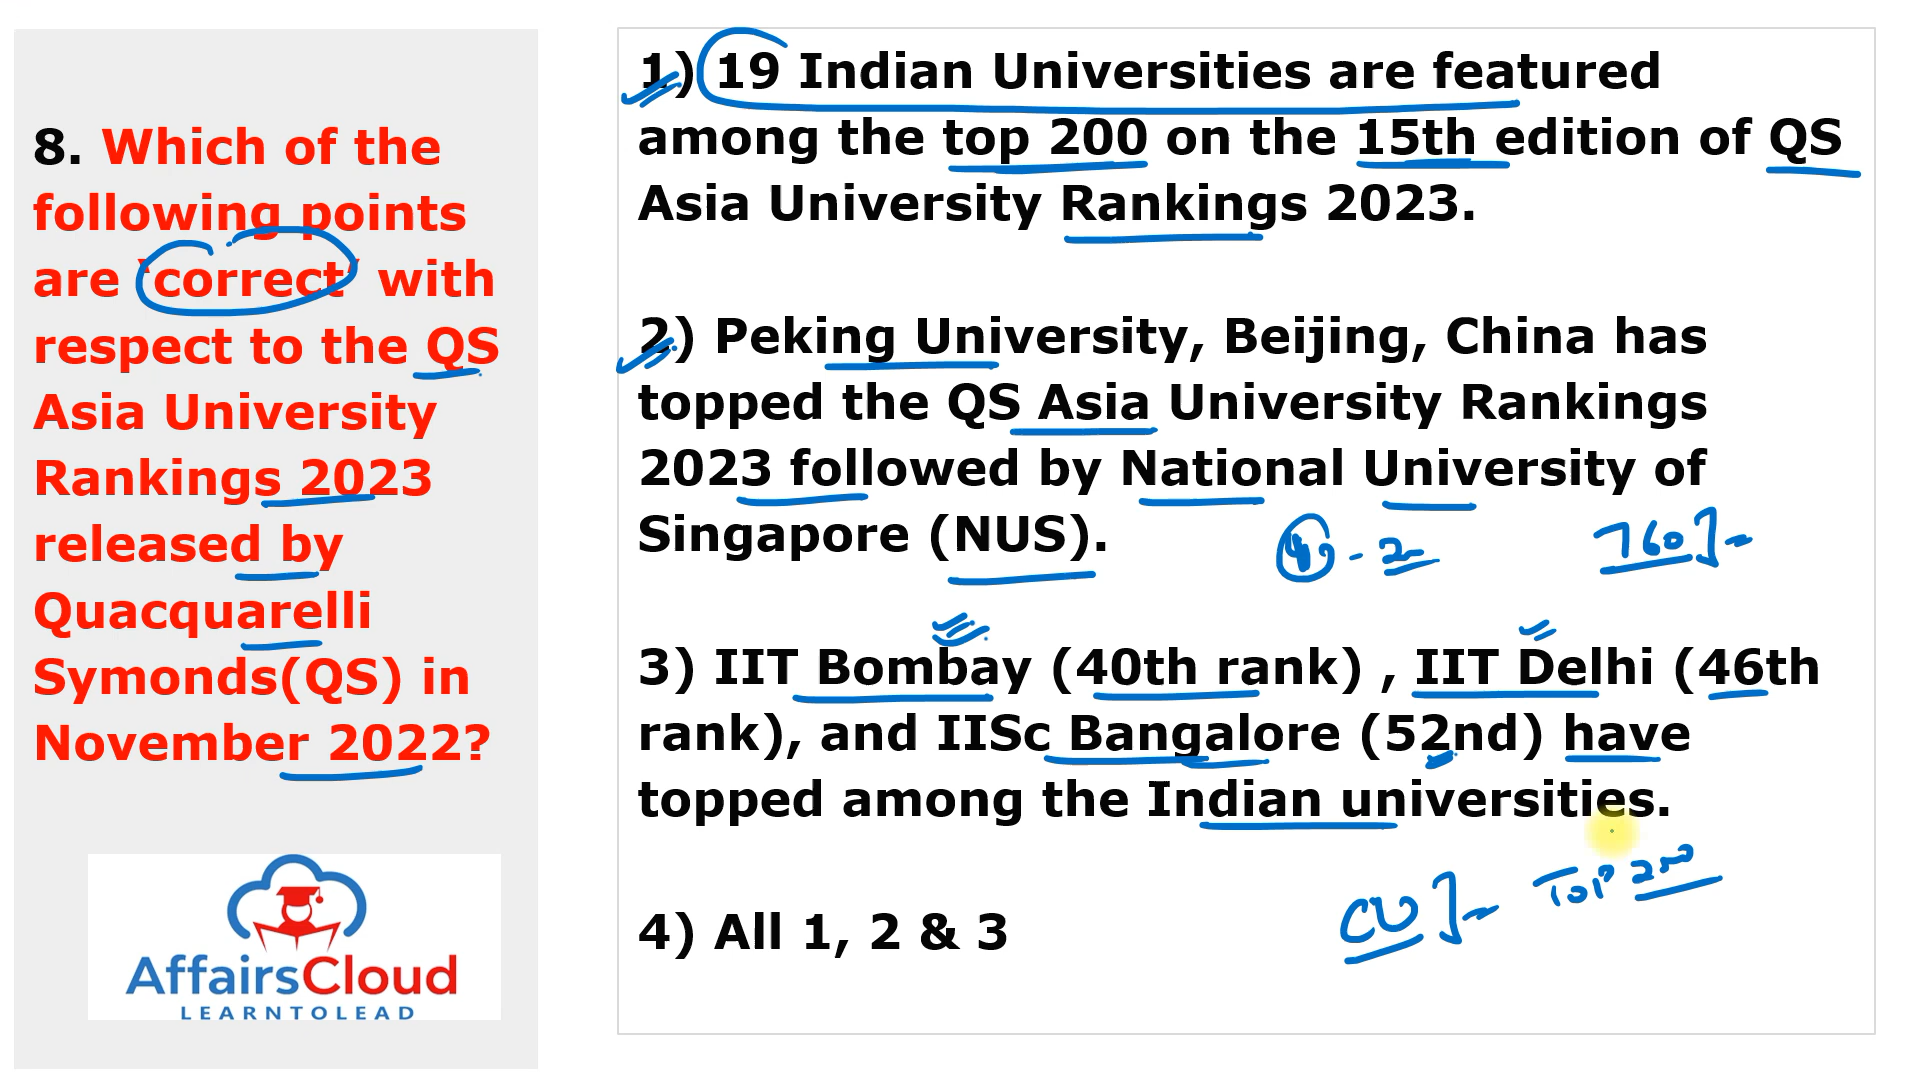 8. Which of the
following points
are ‘correct’ with
respect to the QS
Asia University
Rankings 2023
released by
Quacquarelli
Symonds(QS) in
November 2022?
AffairsCloud
LEARNTOLEAD
1) 19 Indian Universities are featured
among the top 200 on the 15th edition of QS
Asia University Rankings 2023.
2) Peking University, Beijing, China has
topped the QS Asia University Rankings
2023 followed by National University of
Singapore (NUS).
760]
3) IIT Bombay (40th rank) , IIT Delhi (46th
rank), and IISc Bangalore (52nd) have
topped among the Indian universities.
CU] TOP 200
4) All 1, 2 & 3